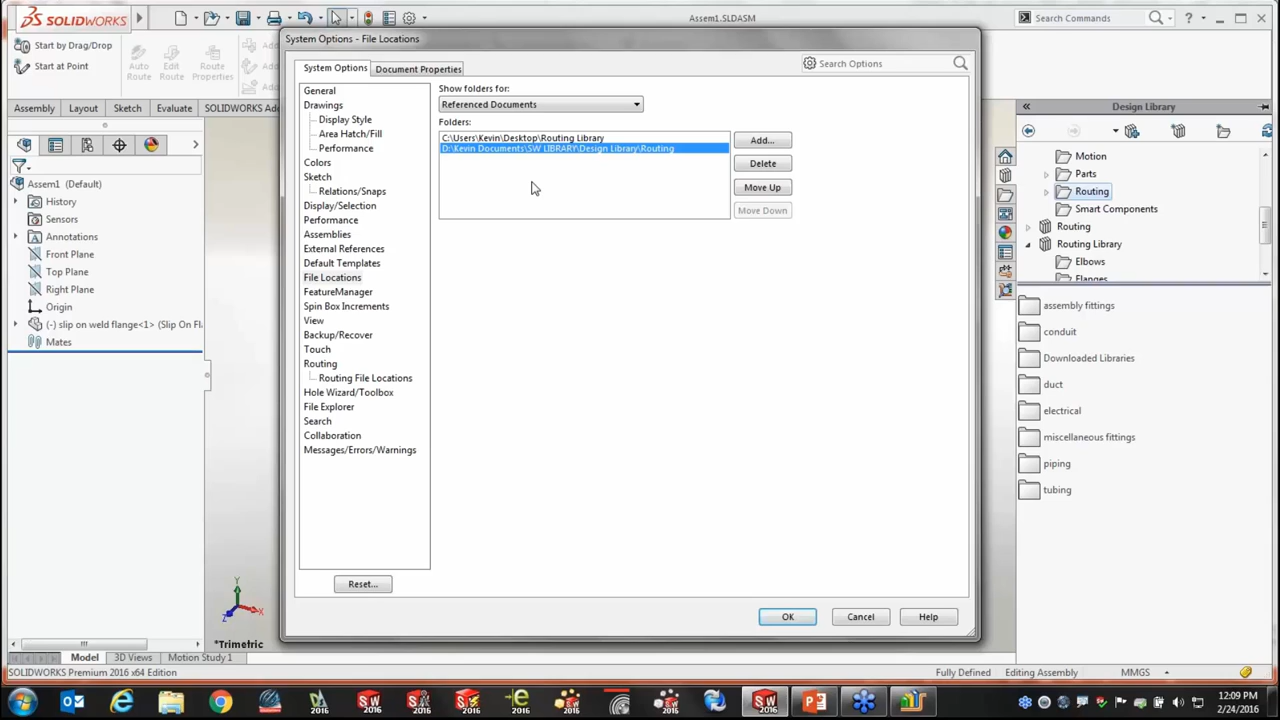 SOLIDWORKS
Assem1.SLDASM
Search Commands
Start by Drag/Drop
Start at Point
Auto Route
Edit Route
Routing Properties
Add
Add
Assembly
Layout
Sketch
Evaluate
SOLIDWORKS Ad
Assem1 (Default)
History
Sensors
Annotations
Front Plane
Top Plane
Right Plane
Origin
(-) slip on weld flange<1> (Slip On Fl
Mates
System Options - File Locations
System Options
Document Properties
Search Options
General
Drawings
Display Style
Area Hatch/Fill
Performance
Colors
Sketch
Relations/Snaps
Display/Selection
Performance
Assemblies
External References
Default Templates
File Locations
FeatureManager
Spin Box Increments
View
Backup/Recover
Touch
Routing
Routing File Locations
Hole Wizard/Toolbox
File Explorer
Search
Collaboration
Messages/Errors/Warnings
Reset...
Show folders for:
Referenced Documents
Folders:
C:\Users\Kevin\Desktop\Routing Library
D:\Kevin Documents\SW LIBRARY\Design Library\Routing
Add...
Delete
Move Up
Move Down
OK
Cancel
Help
Design Library
Motion
Parts
Routing
Smart Components
Routing
Routing Library
Elbows
Flanges
assembly fittings
conduit
Downloaded Libraries
duct
electrical
miscellaneous fittings
piping
tubing
Y
X
Z
*Trimetric
Model
3D Views
Motion Study 1
SOLIDWORKS Premium 2016 x64 Edition
Fully Defined
Editing Assembly
MMGS
12:09 PM
2/24/2016